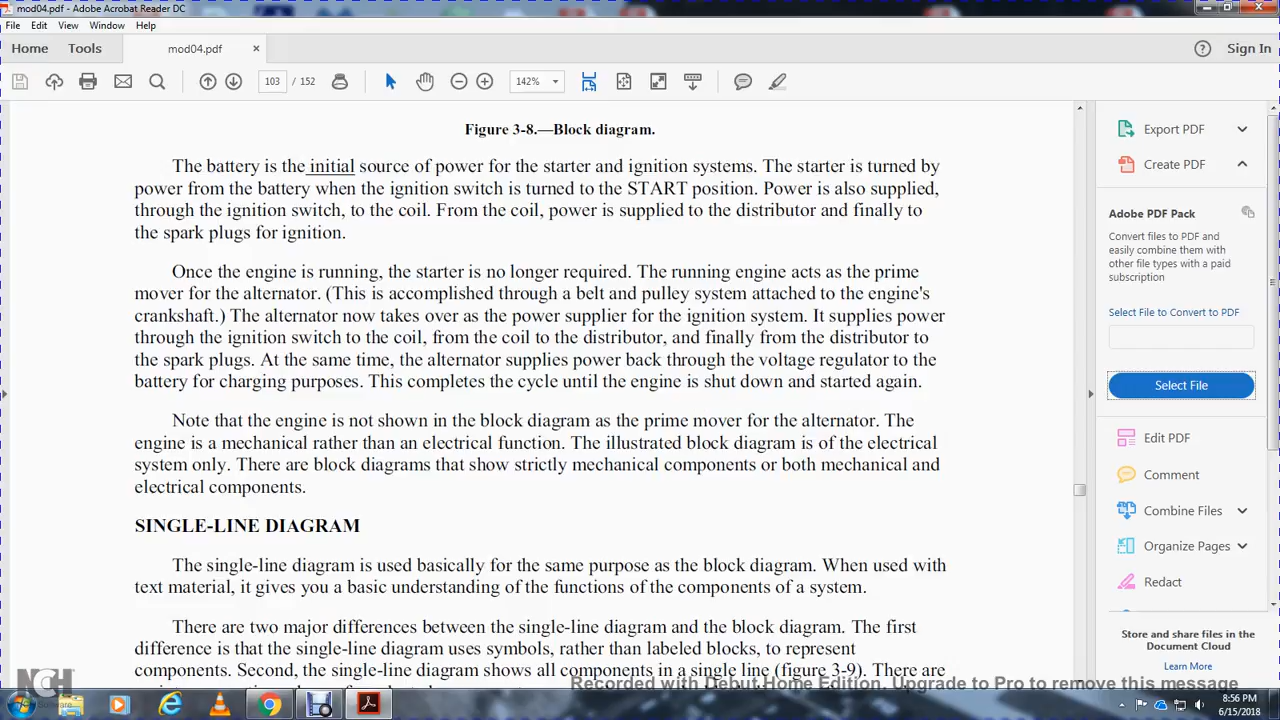 mod04.pdf - Adobe Acrobat Reader DC
File Edit View Window Help
Home Tools mod04.pdf × Sign In
103 / 152 142%
Figure 3-8.—Block diagram.
The battery is the initial source of power for the starter and ignition systems. The starter is turned by
power from the battery when the ignition switch is turned to the START position. Power is also supplied,
through the ignition switch, to the coil. From the coil, power is supplied to the distributor and finally to
the spark plugs for ignition.
Once the engine is running, the starter is no longer required. The running engine acts as the prime
mover for the alternator. (This is accomplished through a belt and pulley system attached to the engine's
crankshaft.) The alternator now takes over as the power supplier for the ignition system. It supplies power
through the ignition switch to the coil, from the coil to the distributor, and finally from the distributor to
the spark plugs. At the same time, the alternator supplies power back through the voltage regulator to the
battery for charging purposes. This completes the cycle until the engine is shut down and started again.
Note that the engine is not shown in the block diagram as the prime mover for the alternator. The
engine is a mechanical rather than an electrical function. The illustrated block diagram is of the electrical
system only. There are block diagrams that show strictly mechanical components or both mechanical and
electrical components.
SINGLE-LINE DIAGRAM
The single-line diagram is used basically for the same purpose as the block diagram. When used with
text material, it gives you a basic understanding of the functions of the components of a system.
There are two major differences between the single-line diagram and the block diagram. The first
difference is that the single-line diagram uses symbols, rather than labeled blocks, to represent
components. Second, the single-line diagram shows all components in a single line (figure 3-9). There are
Export PDF
Create PDF
Adobe PDF Pack
Convert files to PDF and
easily combine them with
other file types with a paid
subscription
Select File to Convert to PDF
Select File
Edit PDF
Comment
Combine Files
Organize Pages
Redact
Store and share files in the
Document Cloud
Learn More
Recorded with Debut Home Edition. Upgrade to Pro to remove this message
NCH Software
8:56 PM
6/15/2018